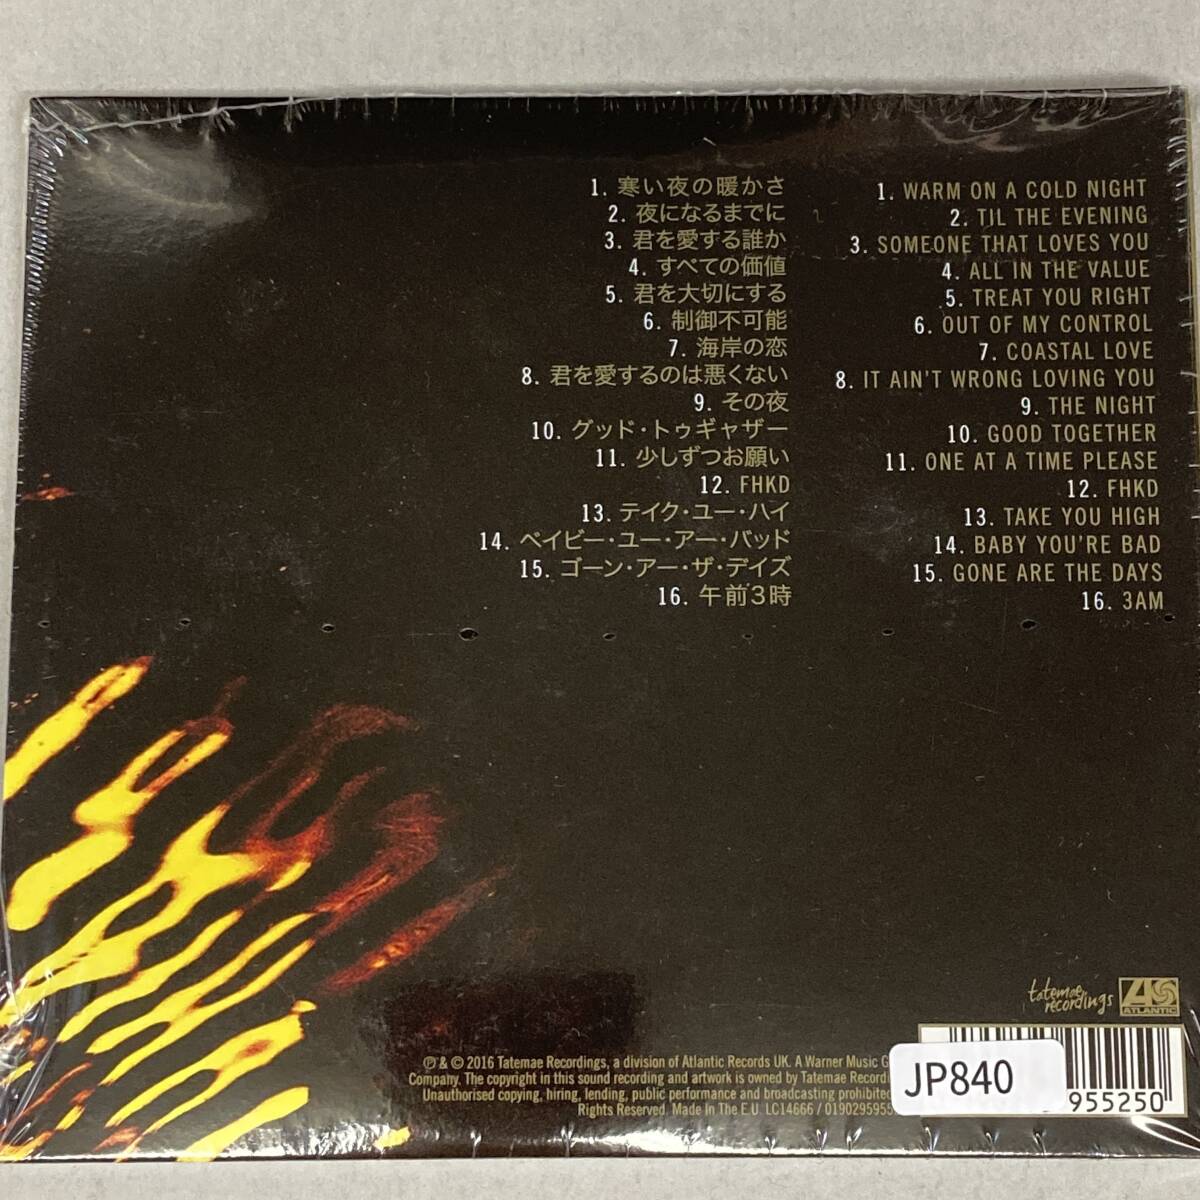 1. 寒い夜の暖かさ
2. 夜になるまでに
3. 君を愛する誰か
4. すべての価値
5. 君を大切にする
6. 制御不可能
7. 海岸の恋
8. 君を愛するのは悪くない
9. その夜
10. グッド・トゥギャザー
11. 少しずつお願い
12. FHKD
13. テイク・ユー・ハイ
14. ベイビー・ユー・アー・バッド
15. ゴーン・アー・ザ・デイズ
16. 午前3時
1. WARM ON A COLD NIGHT
2. TIL THE EVENING
3. SOMEONE THAT LOVES YOU
4. ALL IN THE VALUE
5. TREAT YOU RIGHT
6. OUT OF MY CONTROL
7. COASTAL LOVE
8. IT AIN'T WRONG LOVING YOU
9. THE NIGHT
10. GOOD TOGETHER
11. ONE AT A TIME PLEASE
12. FHKD
13. TAKE YOU HIGH
14. BABY YOU'RE BAD
15. GONE ARE THE DAYS
16. 3AM
tatemae
recordings
ATLANTIC
℗ & © 2016 Tatemae Recordings, a division of Atlantic Records UK. A Warner Music G
Company. The copyright in this sound recording and artwork is owned by Tatemae Recordi
Unauthorised copying, hiring, lending, public performance and broadcasting prohibited
Rights Reserved. Made In The E.U. LC14666 / 0190295955
JP840
955250